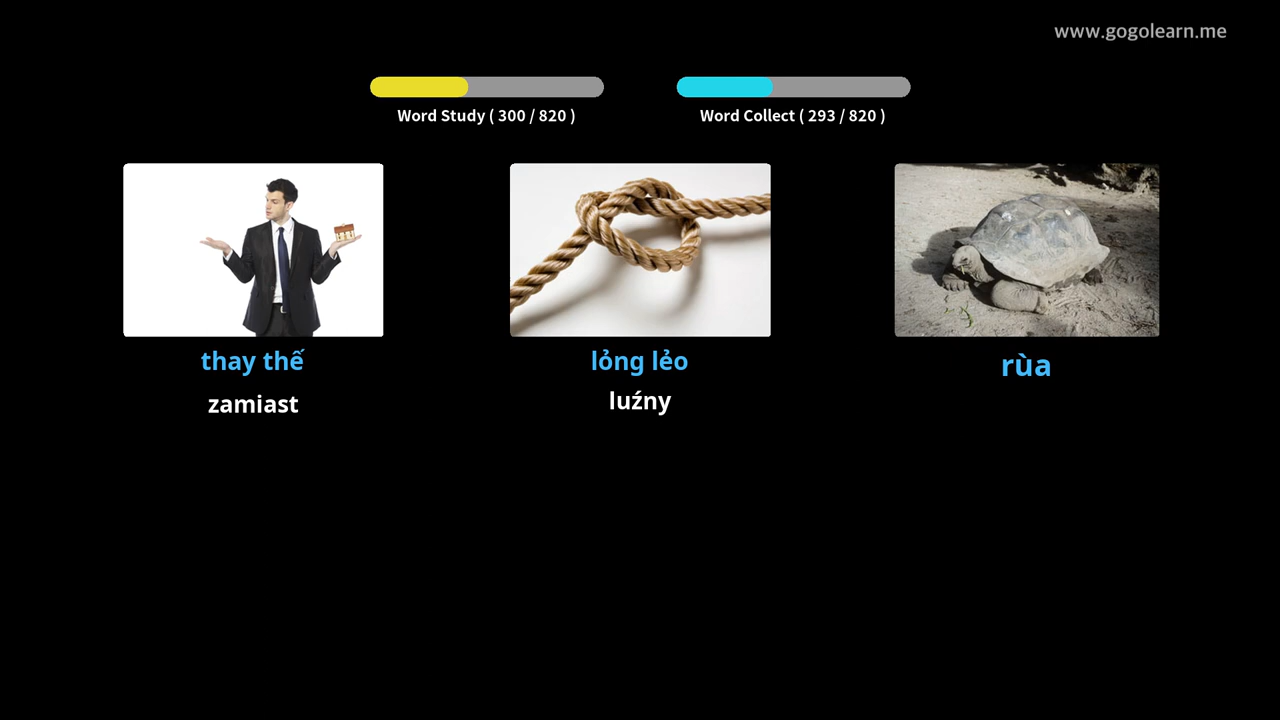 www.gogolearn.me
Word Study ( 300 / 820 )
Word Collect ( 293 / 820 )
thay thế
zamiast
lỏng lẻo
luźny
rùa